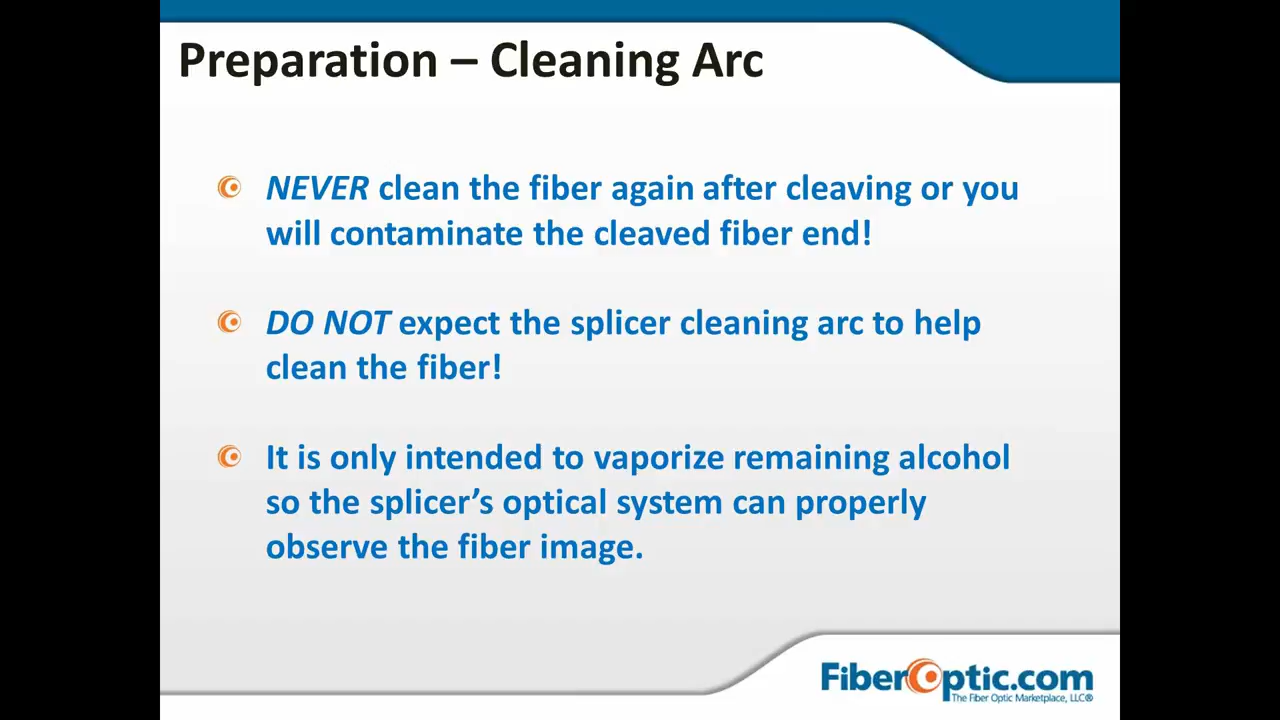 Preparation – Cleaning Arc
NEVER clean the fiber again after cleaving or you
will contaminate the cleaved fiber end!
DO NOT expect the splicer cleaning arc to help
clean the fiber!
It is only intended to vaporize remaining alcohol
so the splicer’s optical system can properly
observe the fiber image.
FiberOptic.com
The Fiber Optic Marketplace, LLC®